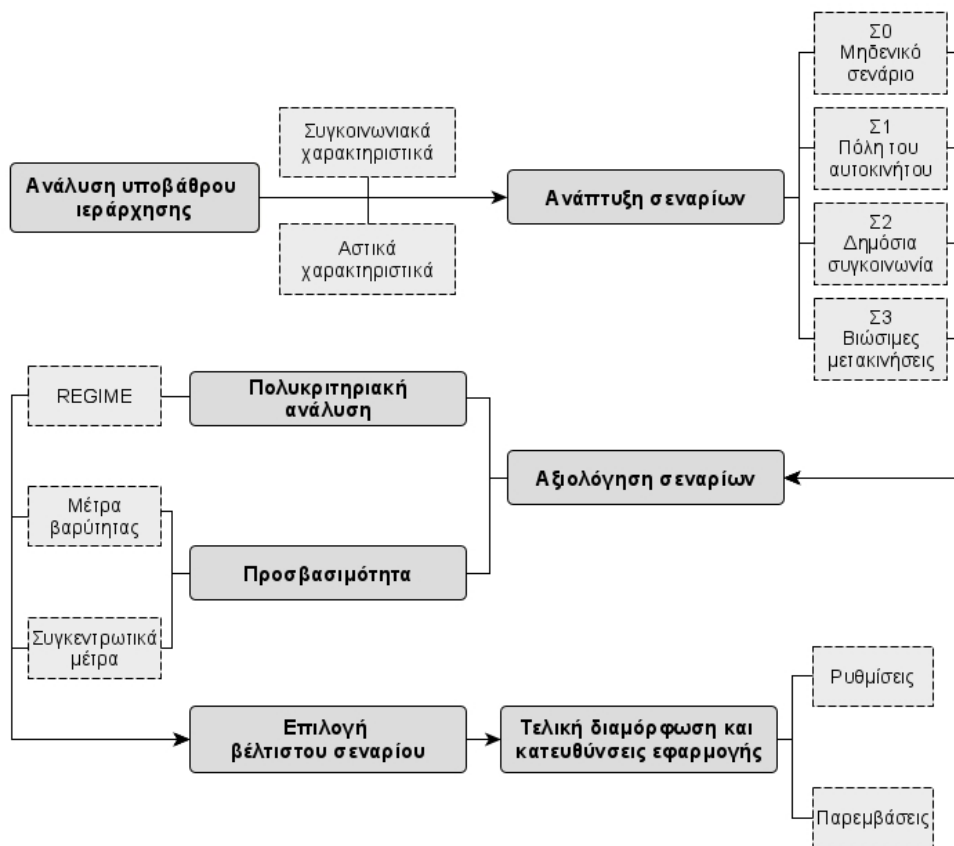 Σ0
Μηδενικό
σενάριο
Συγκοινωνιακά
χαρακτηριστικά
Σ1
Πόλη του
αυτοκινήτου
Ανάλυση υποβάθρου
ιεράρχησης
Ανάπτυξη σεναρίων
Αστικά
χαρακτηριστικά
Σ2
Δημόσια
συγκοινωνία
Σ3
Βιώσιμες
μετακινήσεις
REGIME
Πολυκριτηριακή
ανάλυση
Αξιολόγηση σεναρίων
Μέτρα
βαρύτητας
Προσβασιμότητα
Συγκεντρωτικά
μέτρα
Ρυθμίσεις
Επιλογή
βέλτιστου σεναρίου
Τελική διαμόρφωση και
κατευθύνσεις εφαρμογής
Παρεμβάσεις